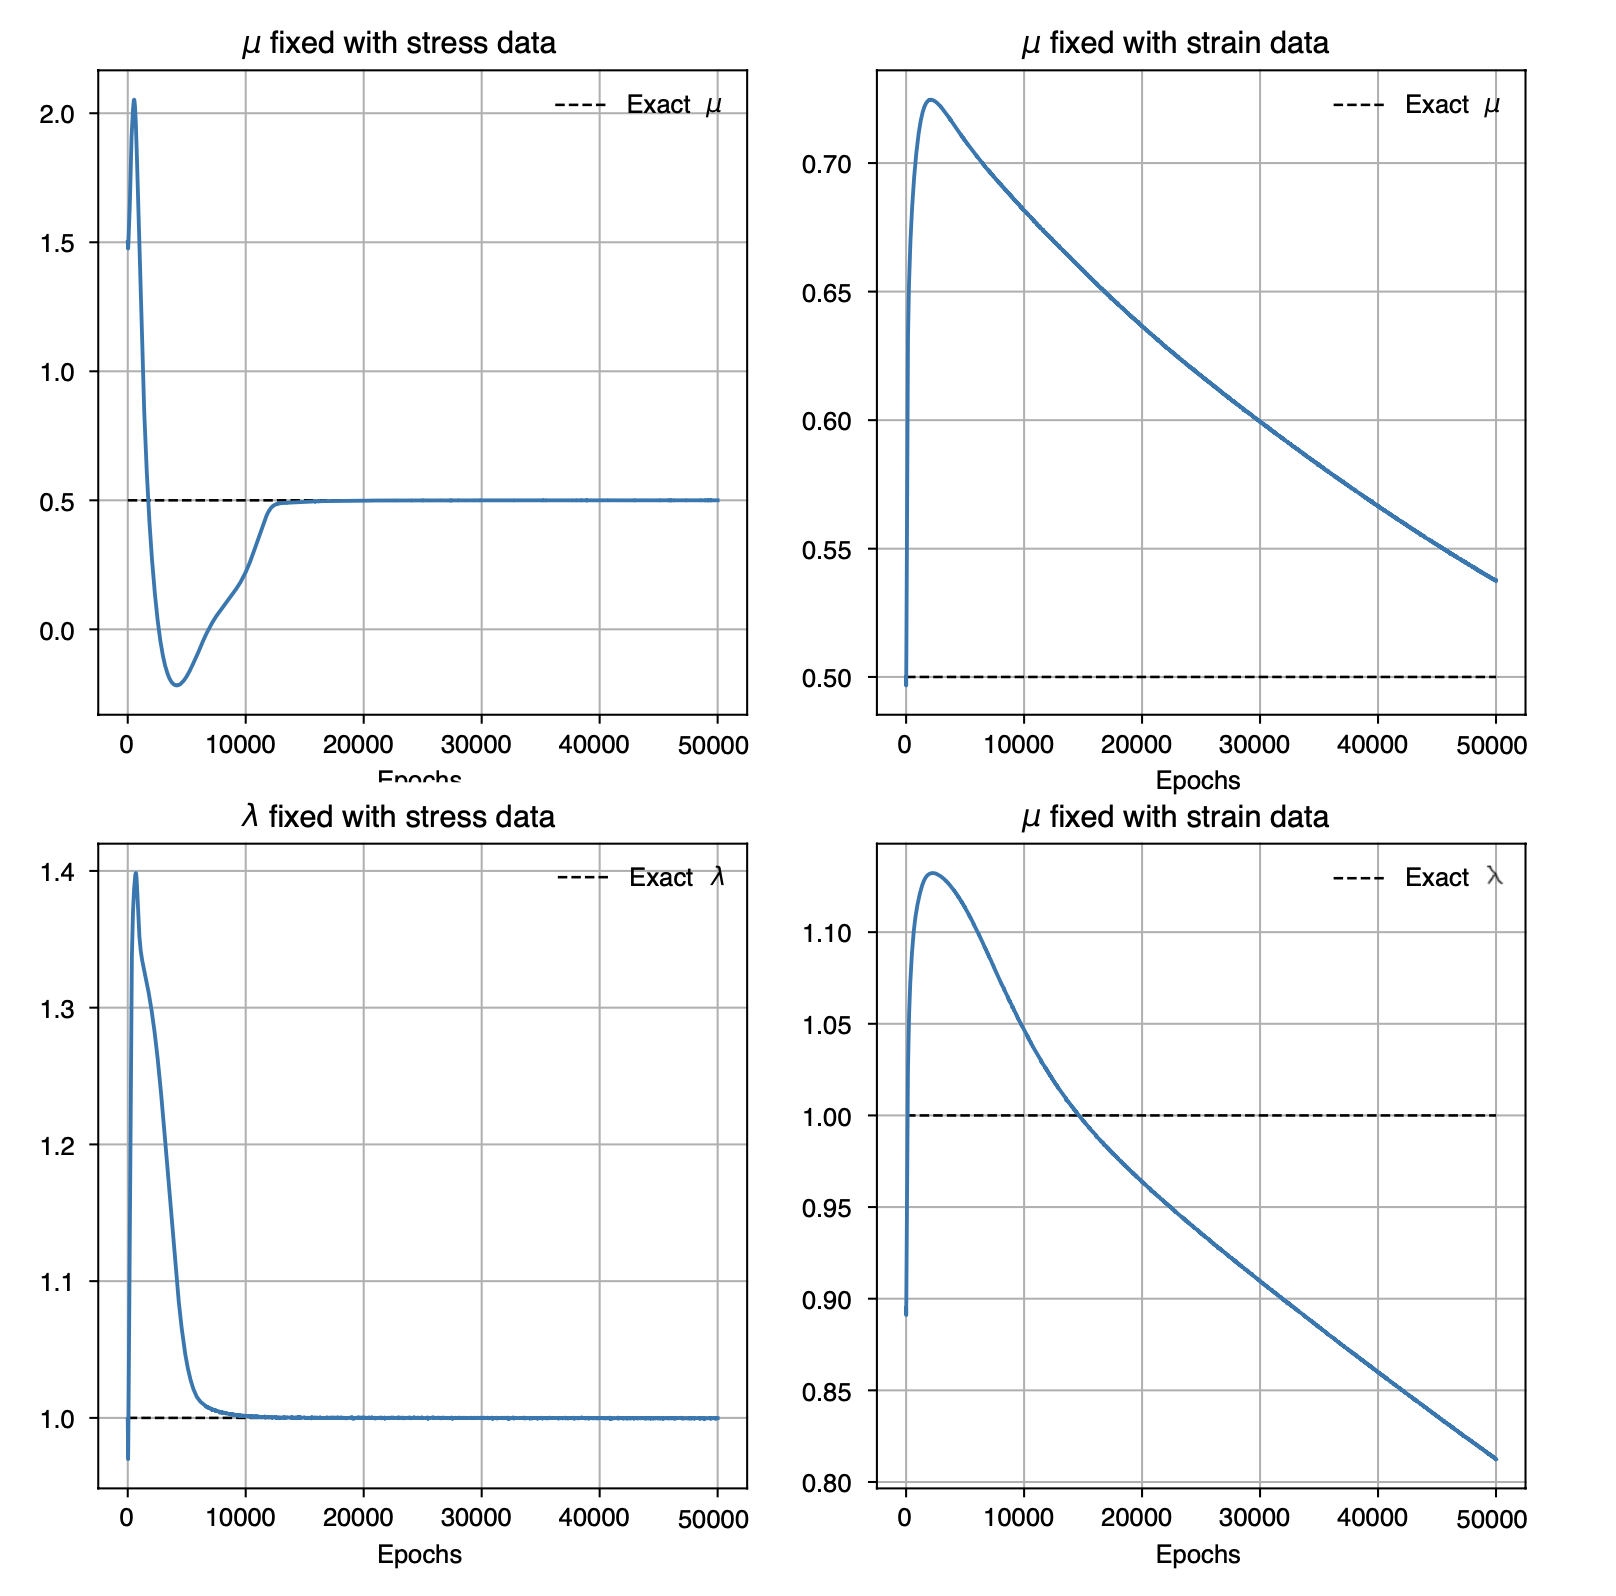 μ fixed with stress data
Exact μ
2.0
1.5
1.0
0.5
0.0
0 10000 20000 30000 40000 50000
Epochs
μ fixed with strain data
Exact μ
0.70
0.65
0.60
0.55
0.50
0 10000 20000 30000 40000 50000
Epochs
λ fixed with stress data
Exact λ
1.4
1.3
1.2
1.1
1.0
0 10000 20000 30000 40000 50000
Epochs
μ fixed with strain data
Exact λ
1.10
1.05
1.00
0.95
0.90
0.85
0.80
0 10000 20000 30000 40000 50000
Epochs